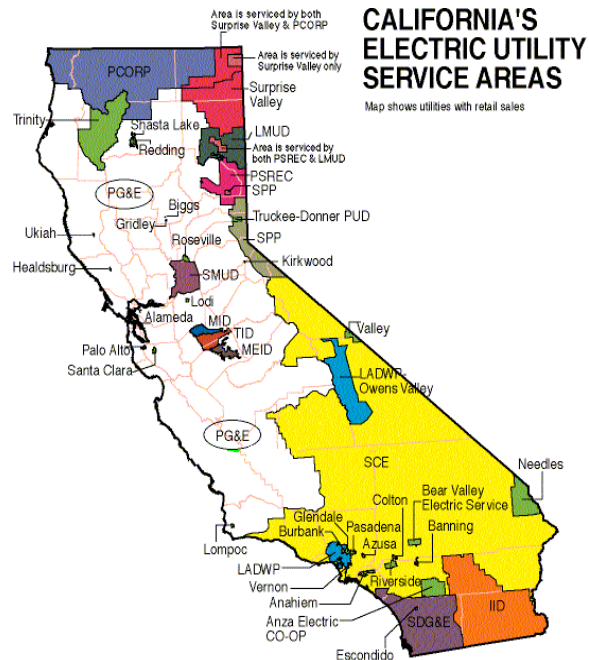 Area is serviced by both
Surprise Valley & PCORP
CALIFORNIA'S
ELECTRIC UTILITY
SERVICE AREAS
Map shows utilities with retail sales
Area is serviced by
Surprise Valley only
PCORP
Surprise
Valley
Trinity
Shasta Lake
Redding
LMUD
Area is serviced by
both PSREC & LMUD
PSREC
SPP
PG&E
Biggs
Gridley
Truckee-Donner PUD
Ukiah
Roseville
SPP
Kirkwood
Healdsburg
SMUD
Lodi
Alameda
MID
TID
MEID
Valley
Palo Alto
Santa Clara
LADWP-
Owens Valley
PG&E
SCE
Needles
Bear Valley
Electric Service
Colton
Glendale
Burbank
Pasadena
Azusa
Banning
Lompoc
LADWP
Vernon
Riverside
Anahiem
Anza Electric
CO-OP
SDG&E
IID
Escondido